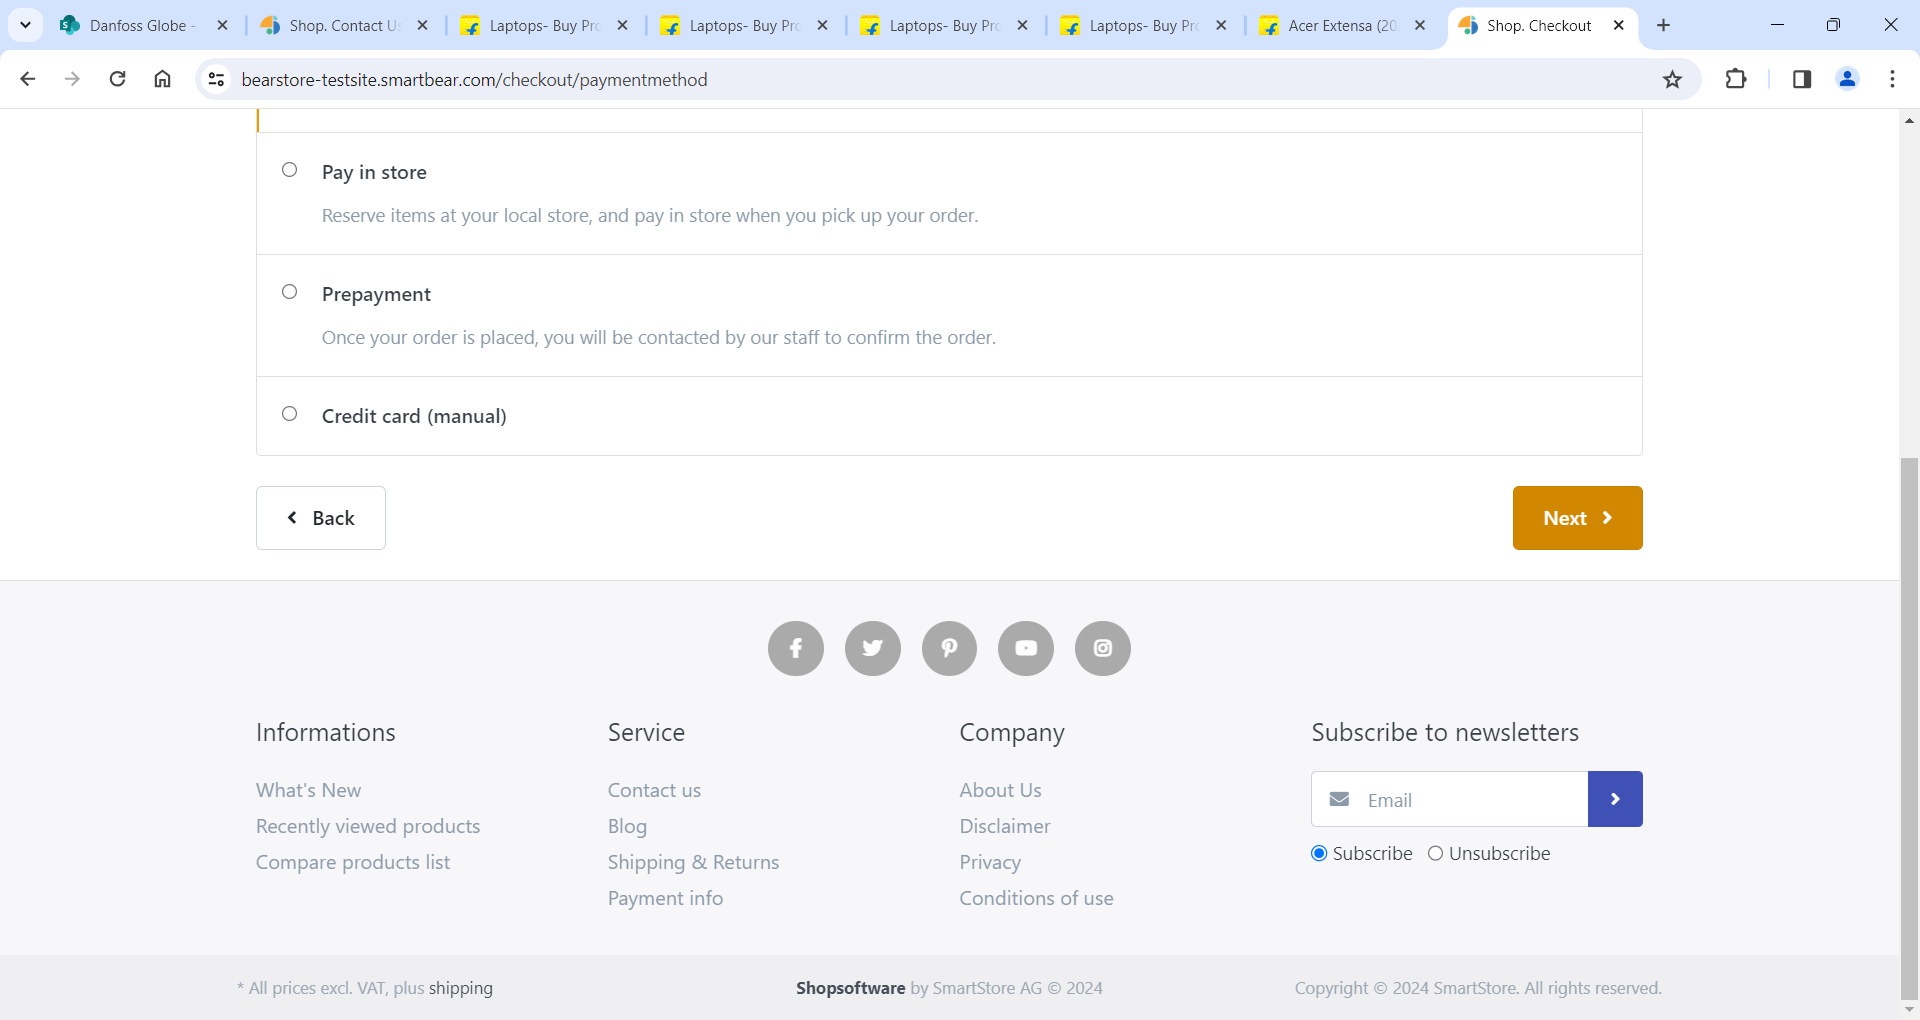 Danfoss Globe -
Shop. Contact Us
Laptops- Buy Pro
Laptops- Buy Pro
Laptops- Buy Pro
Laptops- Buy Pro
Acer Extensa (20
Shop. Checkout
bearstore-testsite.smartbear.com/checkout/paymentmethod
Pay in store
Reserve items at your local store, and pay in store when you pick up your order.
Prepayment
Once your order is placed, you will be contacted by our staff to confirm the order.
Credit card (manual)
Back
Next
Informations
Service
Company
Subscribe to newsletters
What's New
Contact us
About Us
Email
Recently viewed products
Blog
Disclaimer
Subscribe
Unsubscribe
Compare products list
Shipping & Returns
Privacy
Payment info
Conditions of use
* All prices excl. VAT, plus shipping
Shopsoftware by SmartStore AG © 2024
Copyright © 2024 SmartStore. All rights reserved.